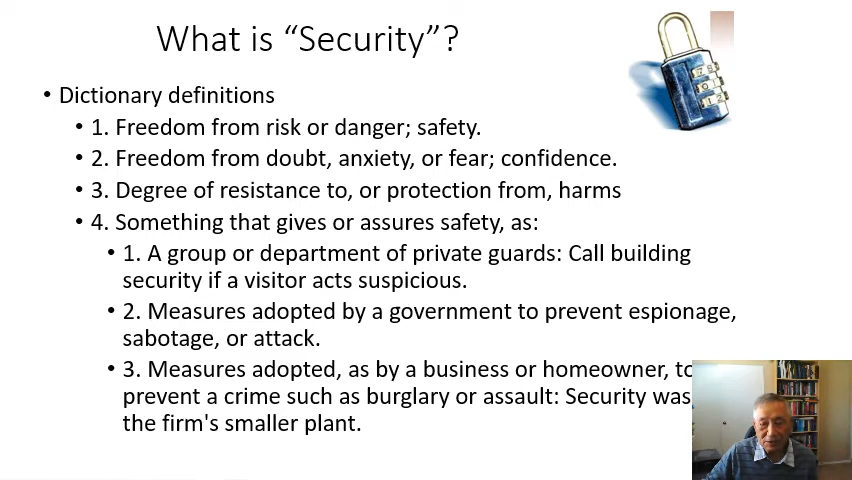 What is “Security”?
• Dictionary definitions
• 1. Freedom from risk or danger; safety.
• 2. Freedom from doubt, anxiety, or fear; confidence.
• 3. Degree of resistance to, or protection from, harms
• 4. Something that gives or assures safety, as:
• 1. A group or department of private guards: Call building
security if a visitor acts suspicious.
• 2. Measures adopted by a government to prevent espionage,
sabotage, or attack.
• 3. Measures adopted, as by a business or homeowner, to
prevent a crime such as burglary or assault: Security was
the firm's smaller plant.